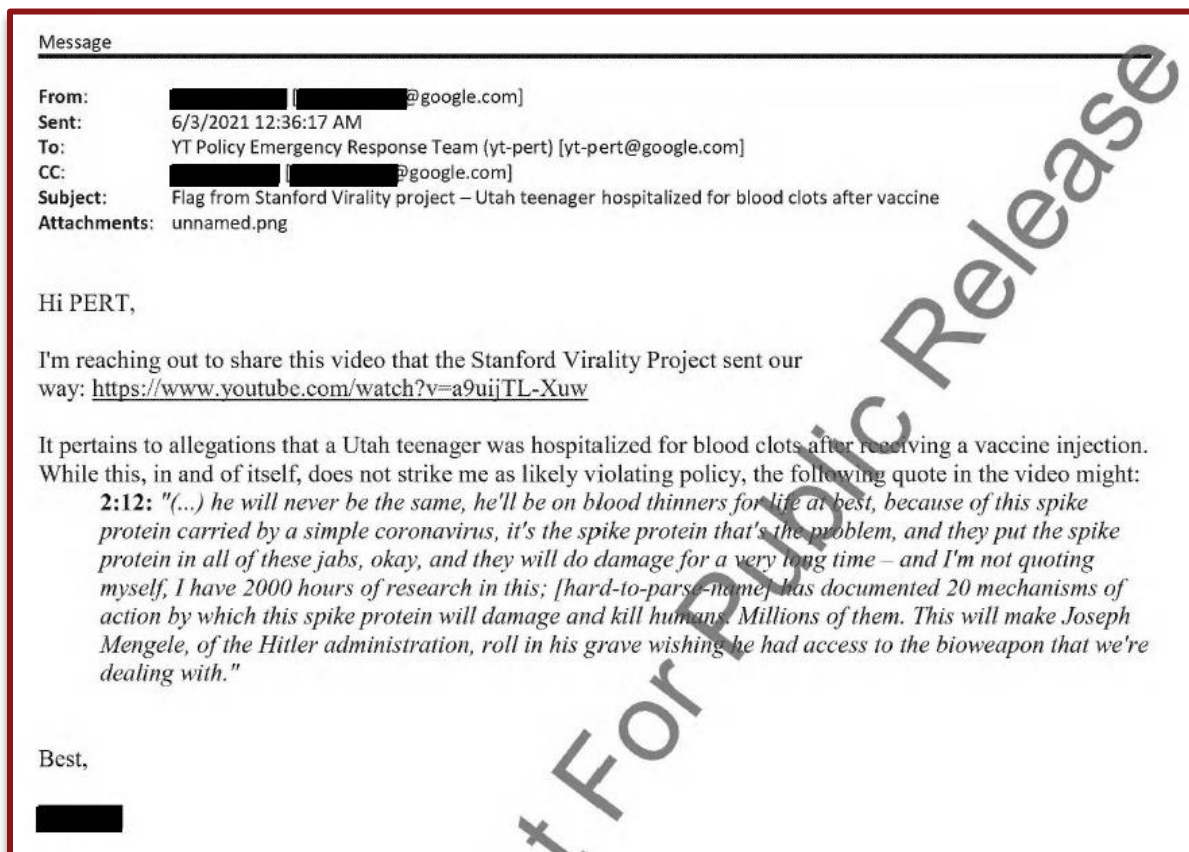 Message
From: [ @google.com]
Sent: 6/3/2021 12:36:17 AM
To: YT Policy Emergency Response Team (yt-pert) [yt-pert@google.com]
CC: [ @google.com]
Subject: Flag from Stanford Virality project – Utah teenager hospitalized for blood clots after vaccine
Attachments: unnamed.png
Hi PERT,
I'm reaching out to share this video that the Stanford Virality Project sent our
way: https://www.youtube.com/watch?v=a9uijTL-Xuw
It pertains to allegations that a Utah teenager was hospitalized for blood clots after receiving a vaccine injection.
While this, in and of itself, does not strike me as likely violating policy, the following quote in the video might:
2:12: "(...) he will never be the same, he'll be on blood thinners for life at best, because of this spike
protein carried by a simple coronavirus, it's the spike protein that's the problem, and they put the spike
protein in all of these jabs, okay, and they will do damage for a very long time – and I'm not quoting
myself, I have 2000 hours of research in this; [hard-to-parse-name] has documented 20 mechanisms of
action by which this spike protein will damage and kill humans. Millions of them. This will make Joseph
Mengele, of the Hitler administration, roll in his grave wishing he had access to the bioweapon that we're
dealing with."
Best,
t For Public Release